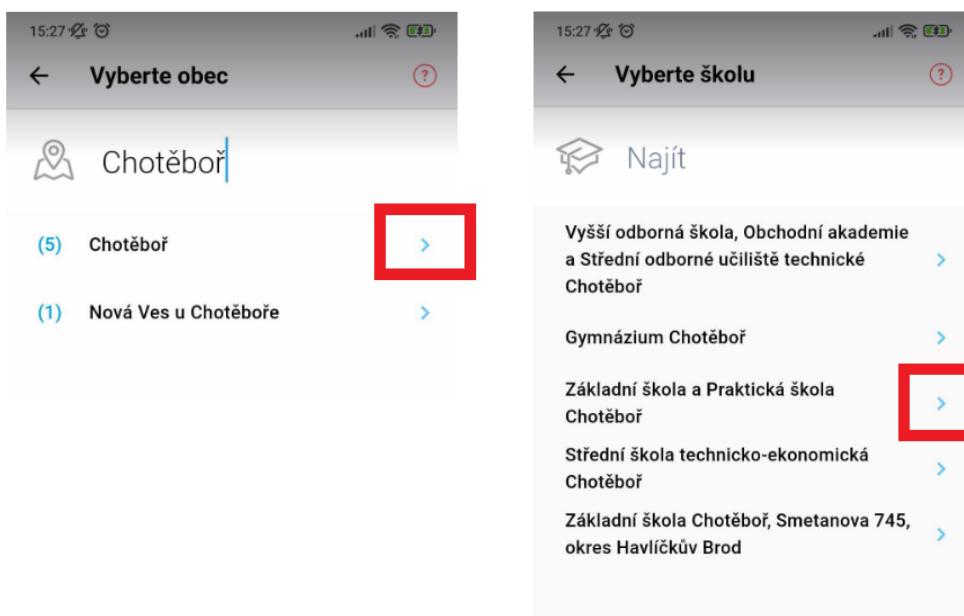 15:27
Vyberte obec
?
Chotěboř
(5) Chotěboř
(1) Nová Ves u Chotěboře
15:27
Vyberte školu
?
Najít
Vyšší odborná škola, Obchodní akademie
a Střední odborné učiliště technické
Chotěboř
Gymnázium Chotěboř
Základní škola a Praktická škola
Chotěboř
Střední škola technicko-ekonomická
Chotěboř
Základní škola Chotěboř, Smetanova 745,
okres Havlíčkův Brod